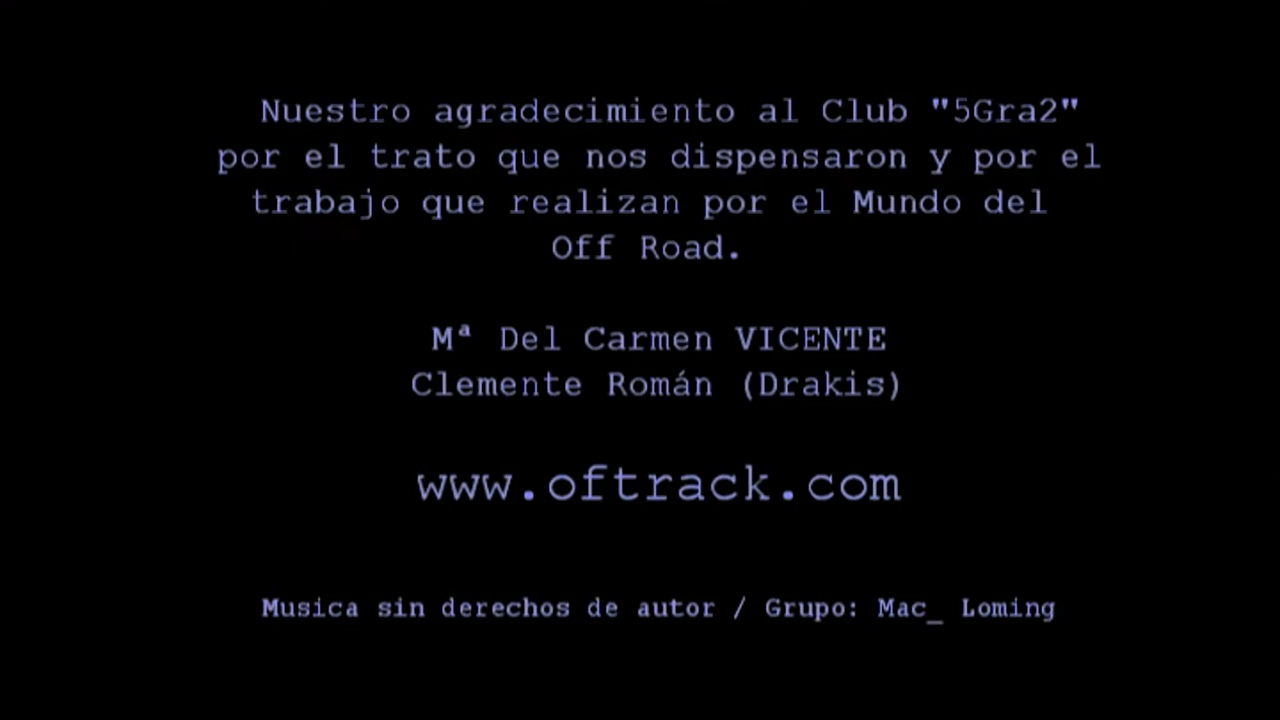 Nuestro agradecimiento al Club "5Gra2"
por el trato que nos dispensaron y por el
trabajo que realizan por el Mundo del
Off Road.
Mª Del Carmen VICENTE
Clemente Román (Drakis)
www.oftrack.com
Musica sin derechos de autor / Grupo: Mac_ Loming